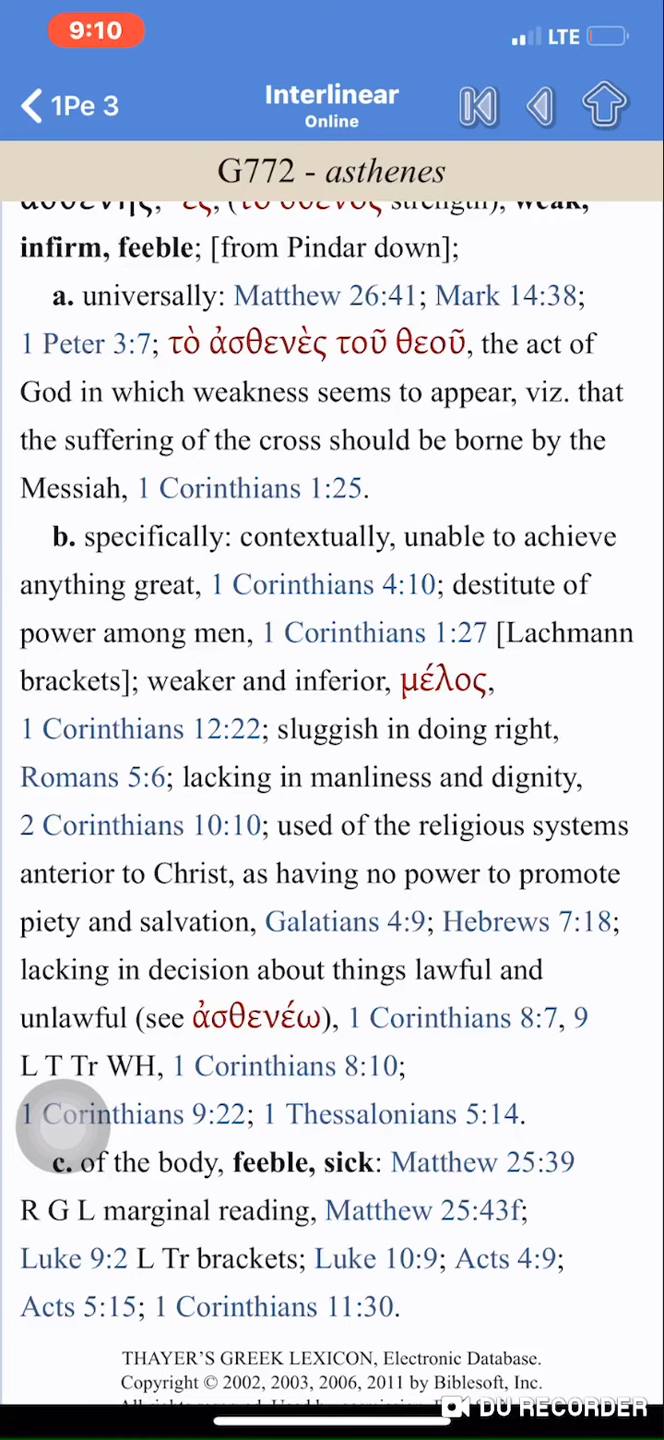 9:10
LTE
1Pe 3
Interlinear
Online
G772 - asthenes
ἀσθενής, ἐς, (τὸ σθένος strength), weak,
infirm, feeble; [from Pindar down];
a. universally: Matthew 26:41; Mark 14:38;
1 Peter 3:7; τὸ ἀσθενὲς τοῦ θεοῦ, the act of
God in which weakness seems to appear, viz. that
the suffering of the cross should be borne by the
Messiah, 1 Corinthians 1:25.
b. specifically: contextually, unable to achieve
anything great, 1 Corinthians 4:10; destitute of
power among men, 1 Corinthians 1:27 [Lachmann
brackets]; weaker and inferior, μέλος,
1 Corinthians 12:22; sluggish in doing right,
Romans 5:6; lacking in manliness and dignity,
2 Corinthians 10:10; used of the religious systems
anterior to Christ, as having no power to promote
piety and salvation, Galatians 4:9; Hebrews 7:18;
lacking in decision about things lawful and
unlawful (see ἀσθενέω), 1 Corinthians 8:7, 9
L T Tr WH, 1 Corinthians 8:10;
1 Corinthians 9:22; 1 Thessalonians 5:14.
c. of the body, feeble, sick: Matthew 25:39
R G L marginal reading, Matthew 25:43f;
Luke 9:2 L Tr brackets; Luke 10:9; Acts 4:9;
Acts 5:15; 1 Corinthians 11:30.
THAYER'S GREEK LEXICON, Electronic Database.
Copyright © 2002, 2003, 2006, 2011 by Biblesoft, Inc.
DU RECORDER